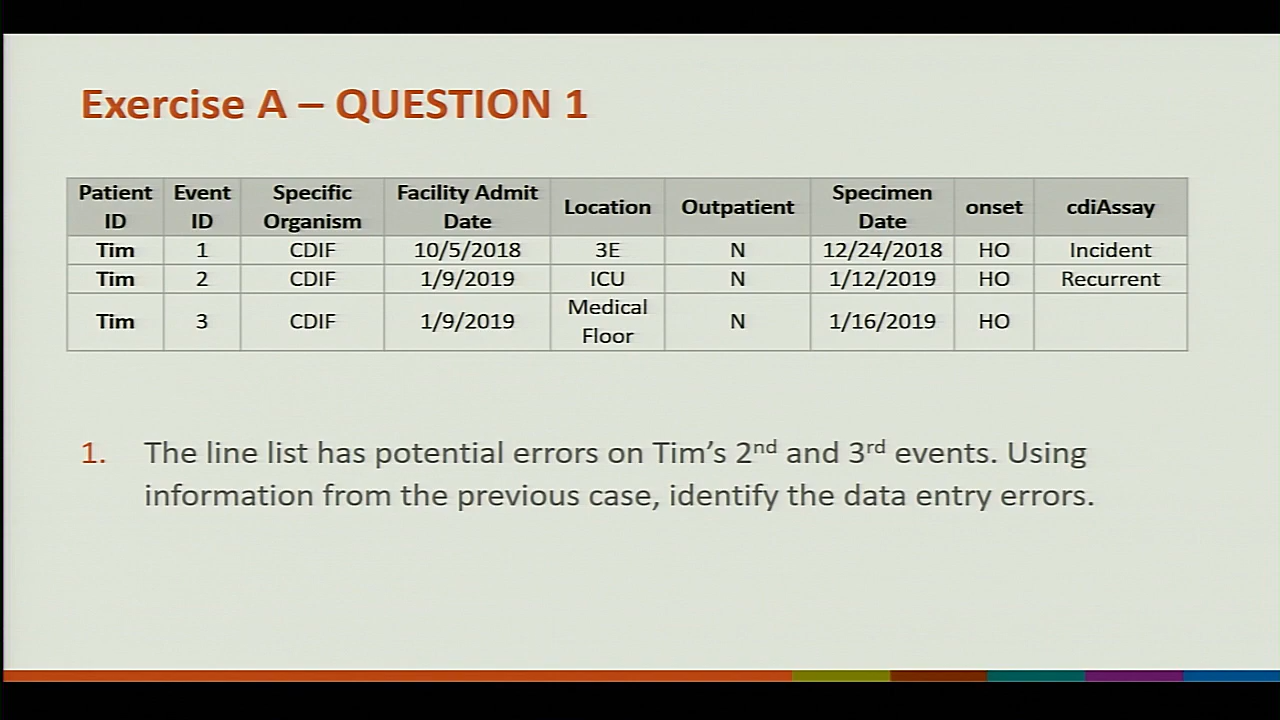 Exercise A – QUESTION 1
Patient ID Event ID Specific Organism Facility Admit Date Location Outpatient Specimen Date onset cdiAssay
Tim 1 CDIF 10/5/2018 3E N 12/24/2018 HO Incident
Tim 2 CDIF 1/9/2019 ICU N 1/12/2019 HO Recurrent
Tim 3 CDIF 1/9/2019 Medical Floor N 1/16/2019 HO
1. The line list has potential errors on Tim's 2nd and 3rd events. Using
information from the previous case, identify the data entry errors.